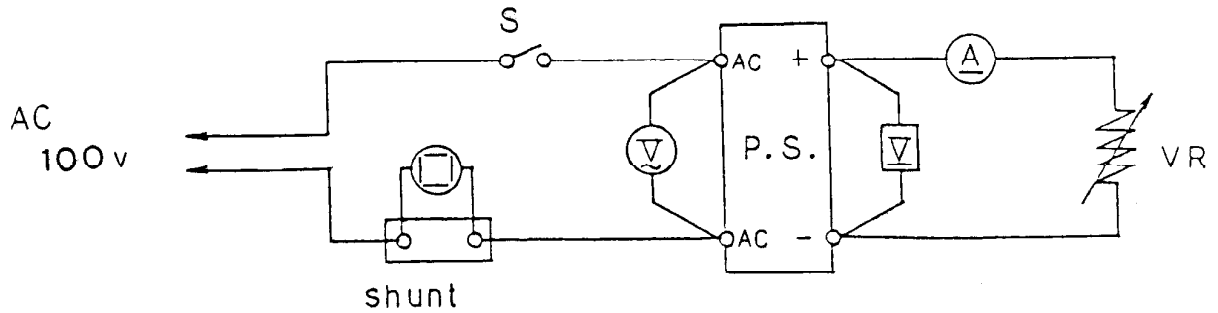 S
AC
100V
AC +
A
V
P. S.
V
VR
AC -
shunt